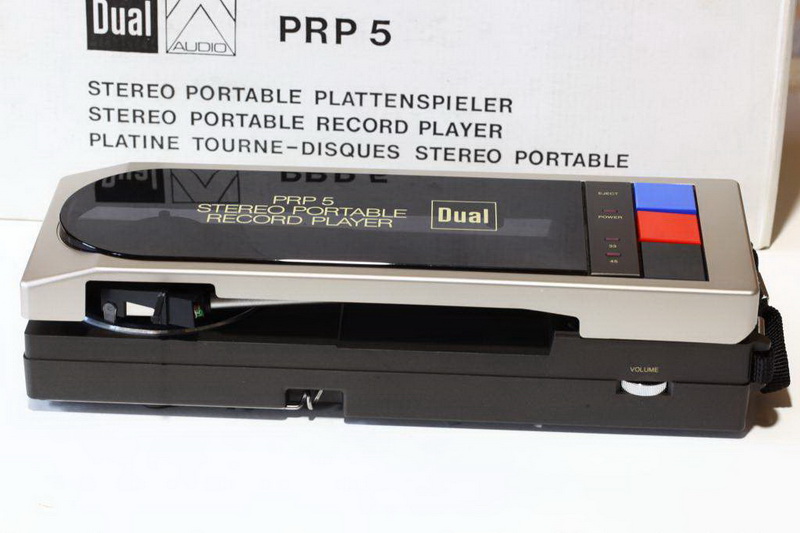 Dual
AUDIO
PRP 5
STEREO PORTABLE PLATTENSPIELER
STEREO PORTABLE RECORD PLAYER
PLATINE TOURNE-DISQUES STEREO PORTABLE
PRP 5
STEREO PORTABLE
RECORD PLAYER
Dual
EJECT
POWER
33
45
VOLUME